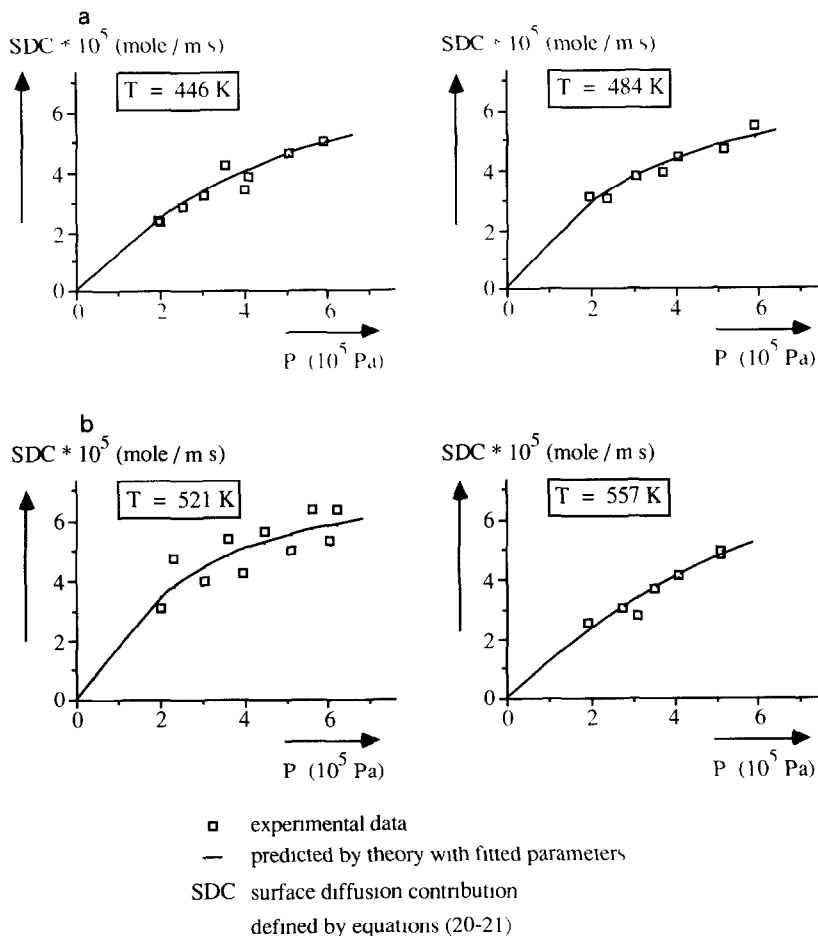 a
SDC * 10^5 (mole / m s)
T = 446 K
6
4
2
0
0 2 4 6
P (10^5 Pa)
SDC * 10^5 (mole / m s)
T = 484 K
6
4
2
0
0 2 4 6
P (10^5 Pa)
b
SDC * 10^5 (mole / m s)
T = 521 K
6
4
2
0
0 2 4 6
P (10^5 Pa)
SDC * 10^5 (mole / m s)
T = 557 K
6
4
2
0
0 2 4 6
P (10^5 Pa)
experimental data
predicted by theory with fitted parameters
SDC surface diffusion contribution
defined by equations (20-21)